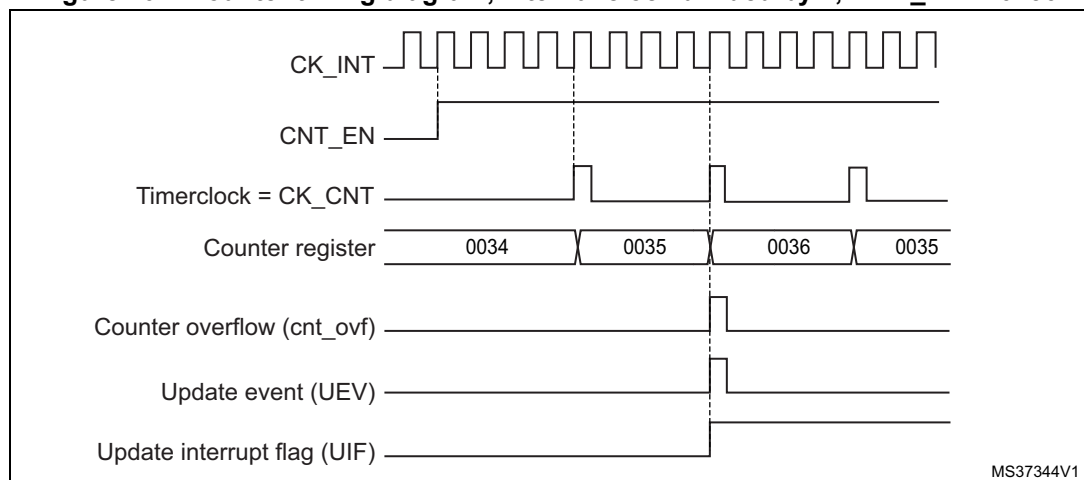 CK_INT
CNT_EN
Timerclock = CK_CNT
Counter register 0034 0035 0036 0035
Counter overflow (cnt_ovf)
Update event (UEV)
Update interrupt flag (UIF)
MS37344V1